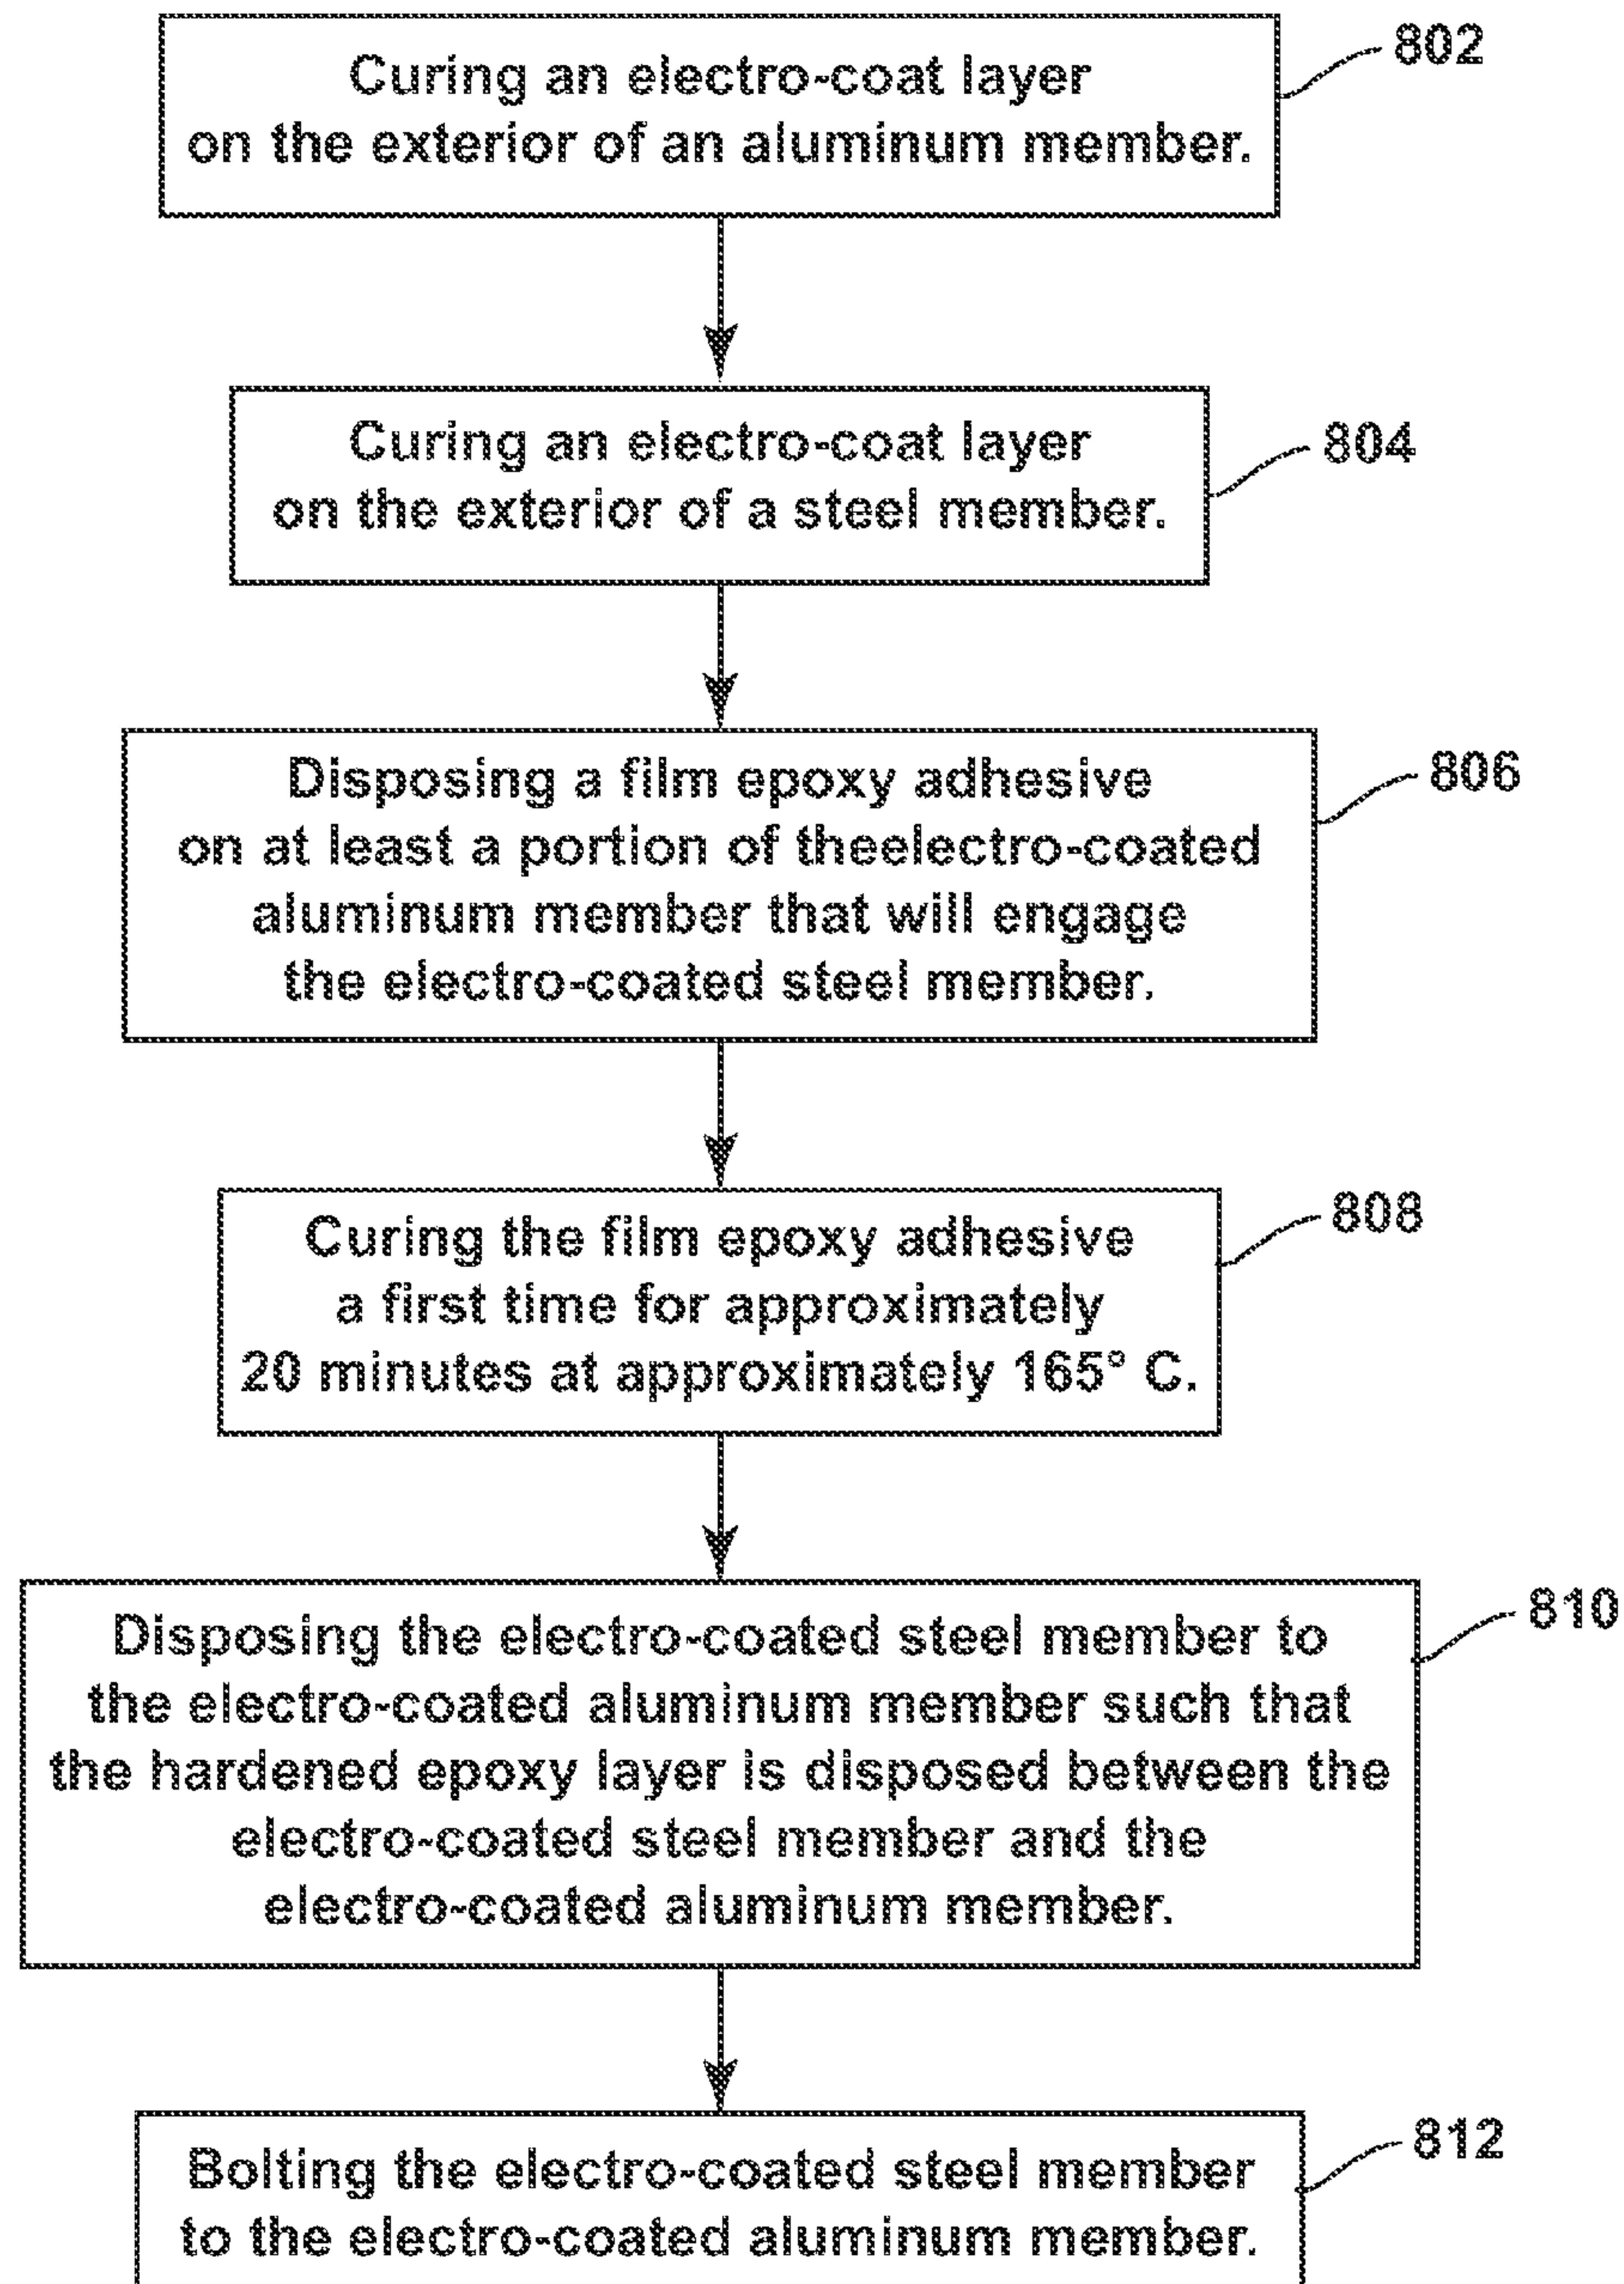 Curing an electro-coat layer
on the exterior of an aluminum member.
802
Curing an electro-coat layer
on the exterior of a steel member.
804
Disposing a film epoxy adhesive
on at least a portion of theelectro-coated
aluminum member that will engage
the electro-coated steel member.
806
Curing the film epoxy adhesive
a first time for approximately
20 minutes at approximately 165° C.
808
Disposing the electro-coated steel member to
the electro-coated aluminum member such that
the hardened epoxy layer is disposed between the
electro-coated steel member and the
electro-coated aluminum member.
810
Bolting the electro-coated steel member
to the electro-coated aluminum member.
812